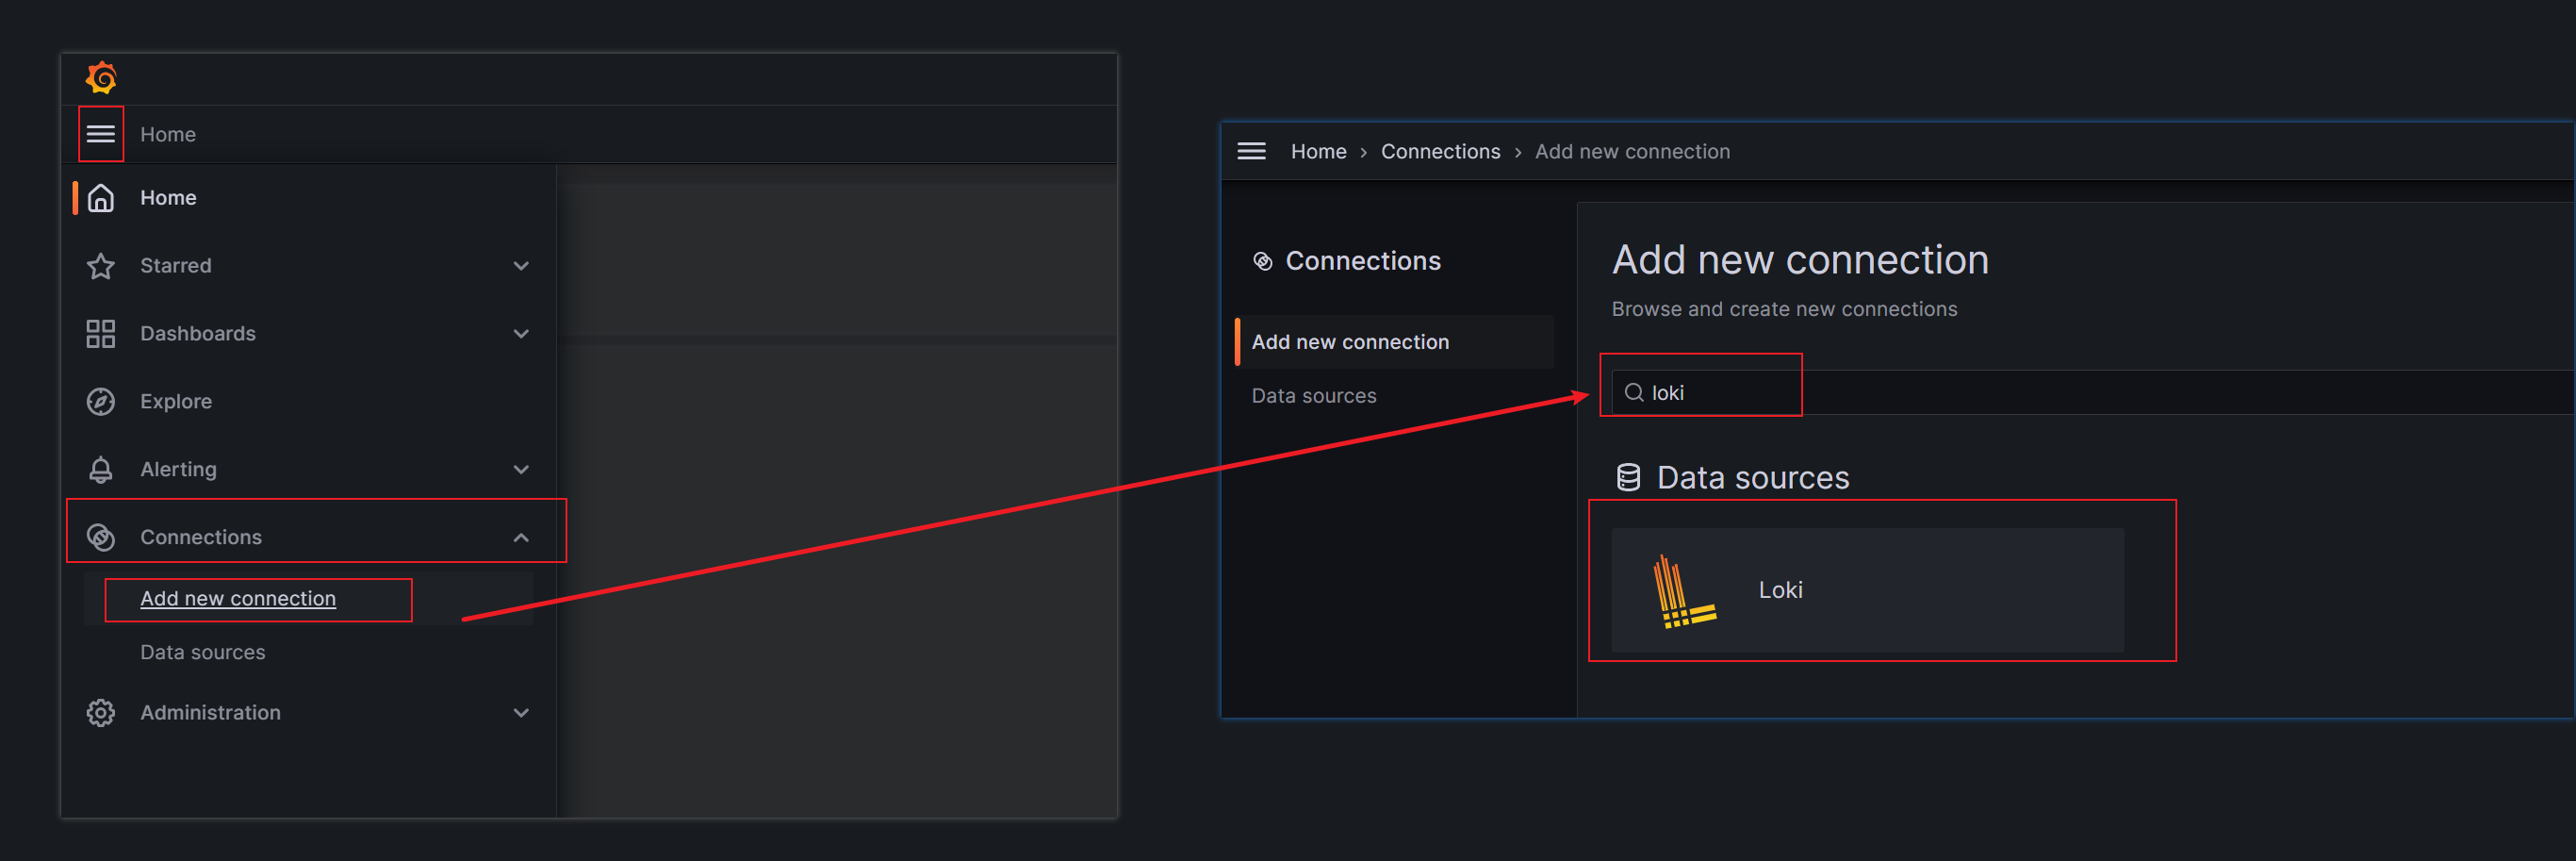 Home
Home
Starred
Dashboards
Explore
Alerting
Connections
Add new connection
Data sources
Administration
Home › Connections › Add new connection
Connections
Add new connection
Data sources
Add new connection
Browse and create new connections
loki
Data sources
Loki